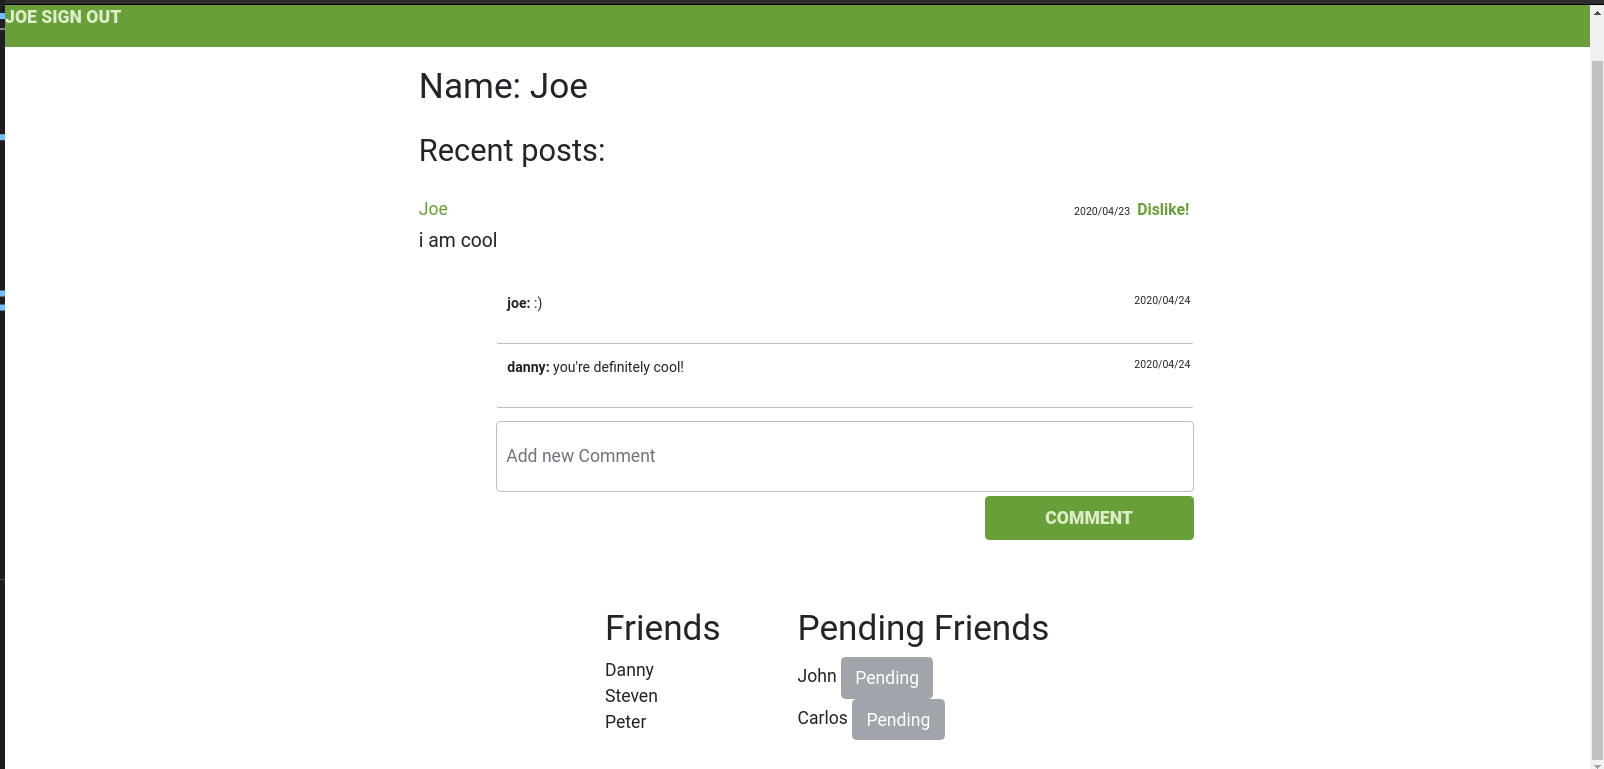 JOE SIGN OUT
Name: Joe
Recent posts:
Joe 2020/04/23 Dislike!
i am cool
joe: :) 2020/04/24
danny: you're definitely cool! 2020/04/24
Add new Comment
COMMENT
Friends
Danny
Steven
Peter
Pending Friends
John Pending
Carlos Pending